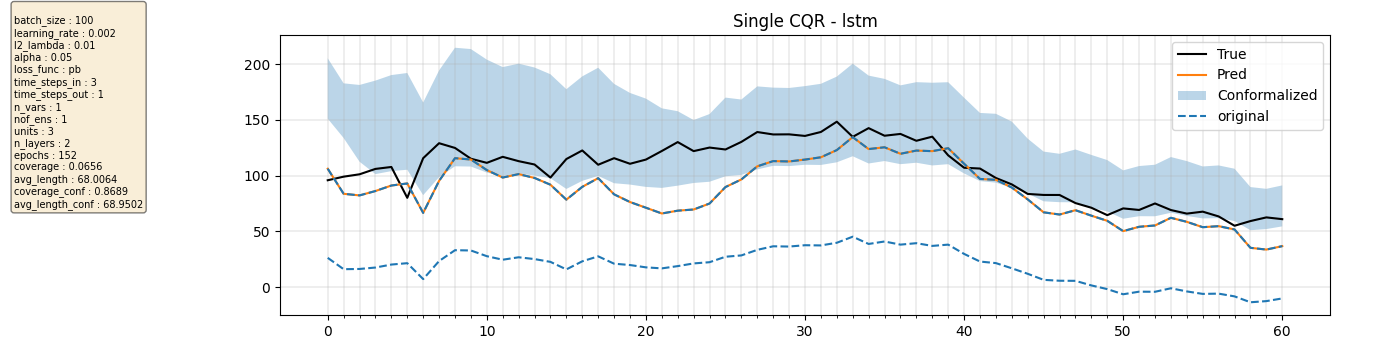 batch_size : 100
learning_rate : 0.002
l2_lambda : 0.01
alpha : 0.05
loss_func : pb
time_steps_in : 3
time_steps_out : 1
n_vars : 1
nof_ens : 1
units : 3
n_layers : 2
epochs : 152
coverage : 0.0656
avg_length : 68.0064
coverage_conf : 0.8689
avg_length_conf : 68.9502
Single CQR - lstm
True
Pred
Conformalized
original
200
150
100
50
0
0 10 20 30 40 50 60